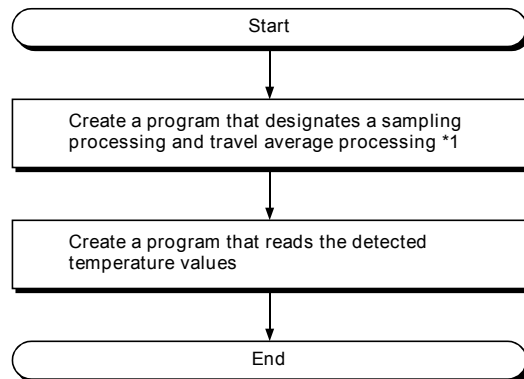 Start
Create a program that designates a sampling
processing and travel average processing *1
Create a program that reads the detected
temperature values
End